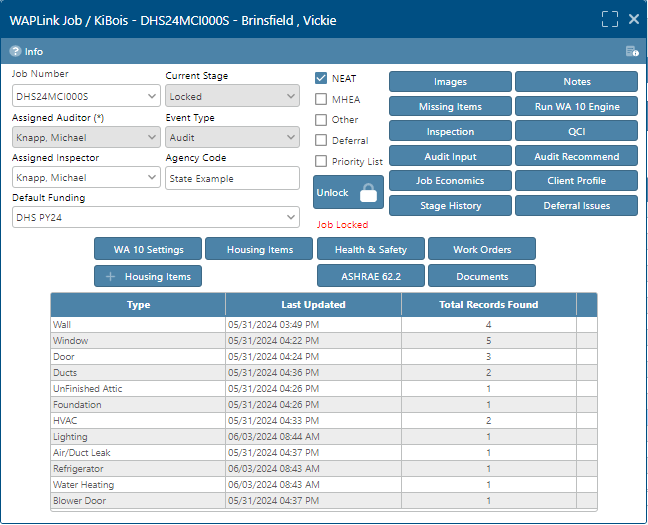 WAPLink Job / KiBois - DHS24MCI000S - Brinsfield , Vickie
Info
Job Number
Current Stage
DHS24MCI000S
Locked
Assigned Auditor (*)
Event Type
Knapp, Michael
Audit
Assigned Inspector
Agency Code
Knapp, Michael
State Example
Default Funding
DHS PY24
NEAT
MHEA
Other
Deferral
Priority List
Unlock
Job Locked
Images
Notes
Missing Items
Run WA 10 Engine
Inspection
QCI
Audit Input
Audit Recommend
Job Economics
Client Profile
Stage History
Deferral Issues
WA 10 Settings
Housing Items
Health & Safety
Work Orders
+ Housing Items
ASHRAE 62.2
Documents
Type Last Updated Total Records Found
Wall 05/31/2024 03:49 PM 4
Window 05/31/2024 04:22 PM 5
Door 05/31/2024 04:24 PM 3
Ducts 05/31/2024 04:36 PM 2
UnFinished Attic 05/31/2024 04:26 PM 1
Foundation 05/31/2024 04:26 PM 1
HVAC 05/31/2024 04:33 PM 2
Lighting 06/03/2024 08:44 AM 1
Air/Duct Leak 05/31/2024 04:37 PM 1
Refrigerator 06/03/2024 08:43 AM 1
Water Heating 06/03/2024 08:43 AM 1
Blower Door 05/31/2024 04:37 PM 1